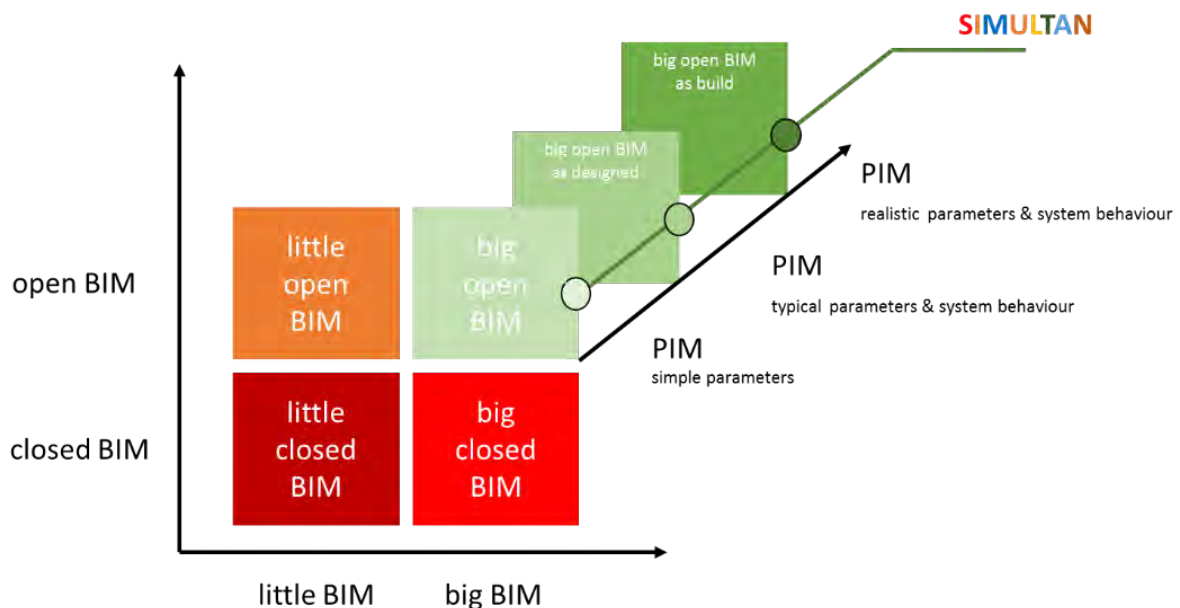 SIMULTAN
big open BIM
as build
big open BIM
as designed
PIM
realistic parameters & system behaviour
open BIM
little
open
BIM
big
open
BIM
PIM
typical parameters & system behaviour
PIM
simple parameters
closed BIM
little
closed
BIM
big
closed
BIM
little BIM
big BIM